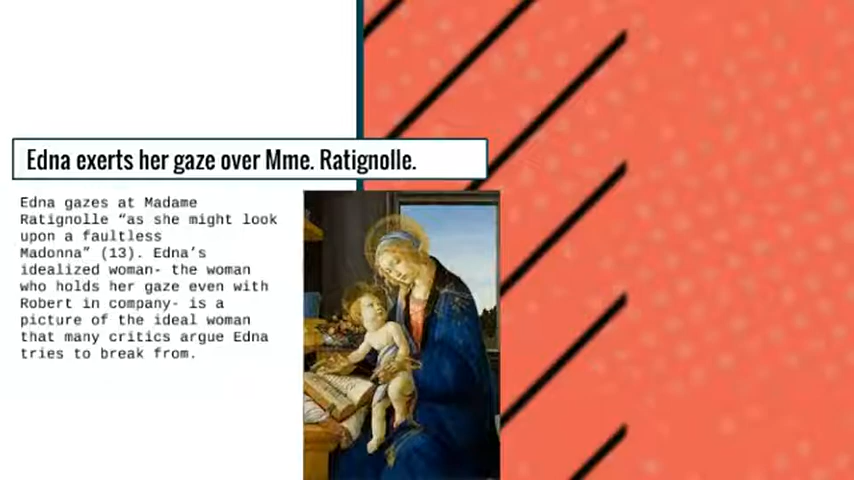 Edna exerts her gaze over Mme. Ratignolle.
Edna gazes at Madame
Ratignolle “as she might look
upon a faultless
Madonna” (13). Edna’s
idealized woman- the woman
who holds her gaze even with
Robert in company- is a
picture of the ideal woman
that many critics argue Edna
tries to break from.